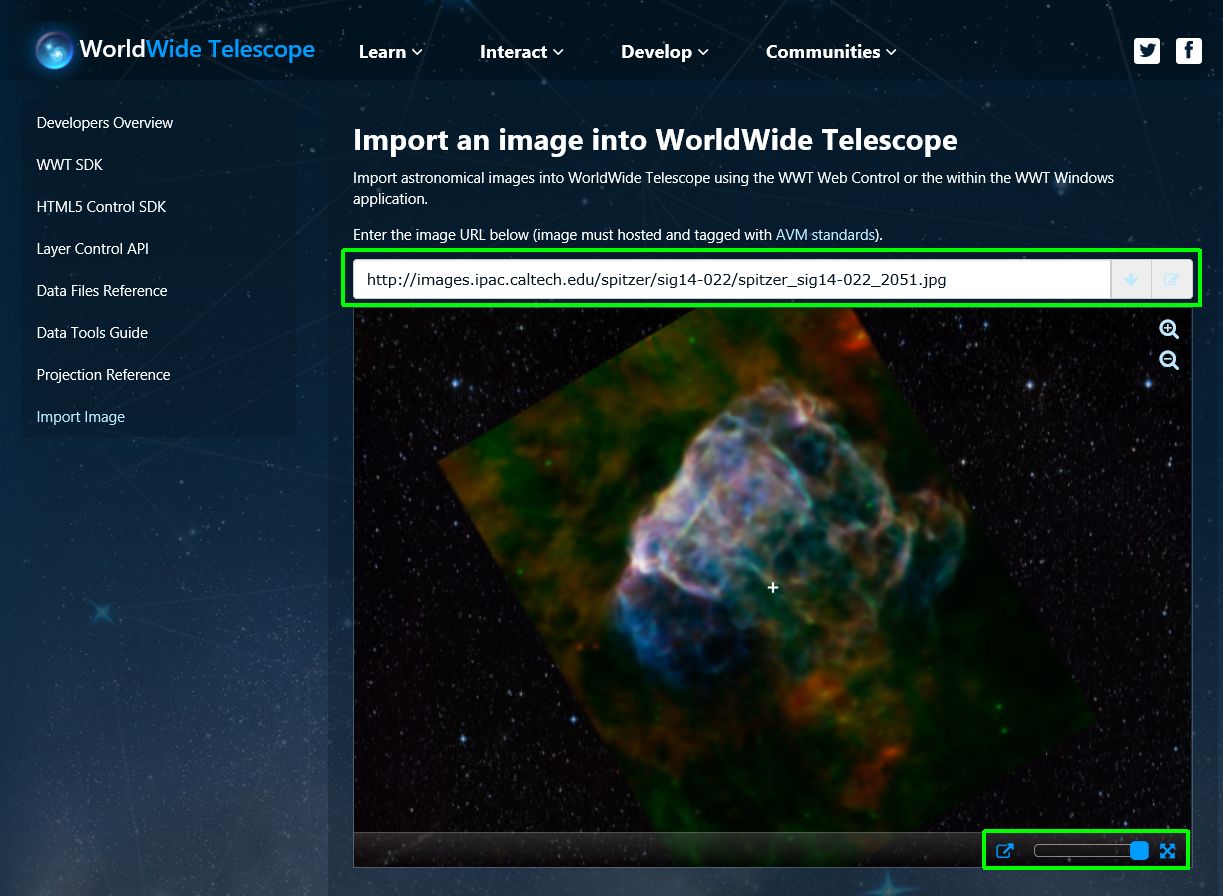 WorldWide Telescope
Learn
Interact
Develop
Communities
Developers Overview
WWT SDK
HTML5 Control SDK
Layer Control API
Data Files Reference
Data Tools Guide
Projection Reference
Import Image
Import an image into WorldWide Telescope
Import astronomical images into WorldWide Telescope using the WWT Web Control or the within the WWT Windows
application.
Enter the image URL below (image must hosted and tagged with AVM standards).
http://images.ipac.caltech.edu/spitzer/sig14-022/spitzer_sig14-022_2051.jpg